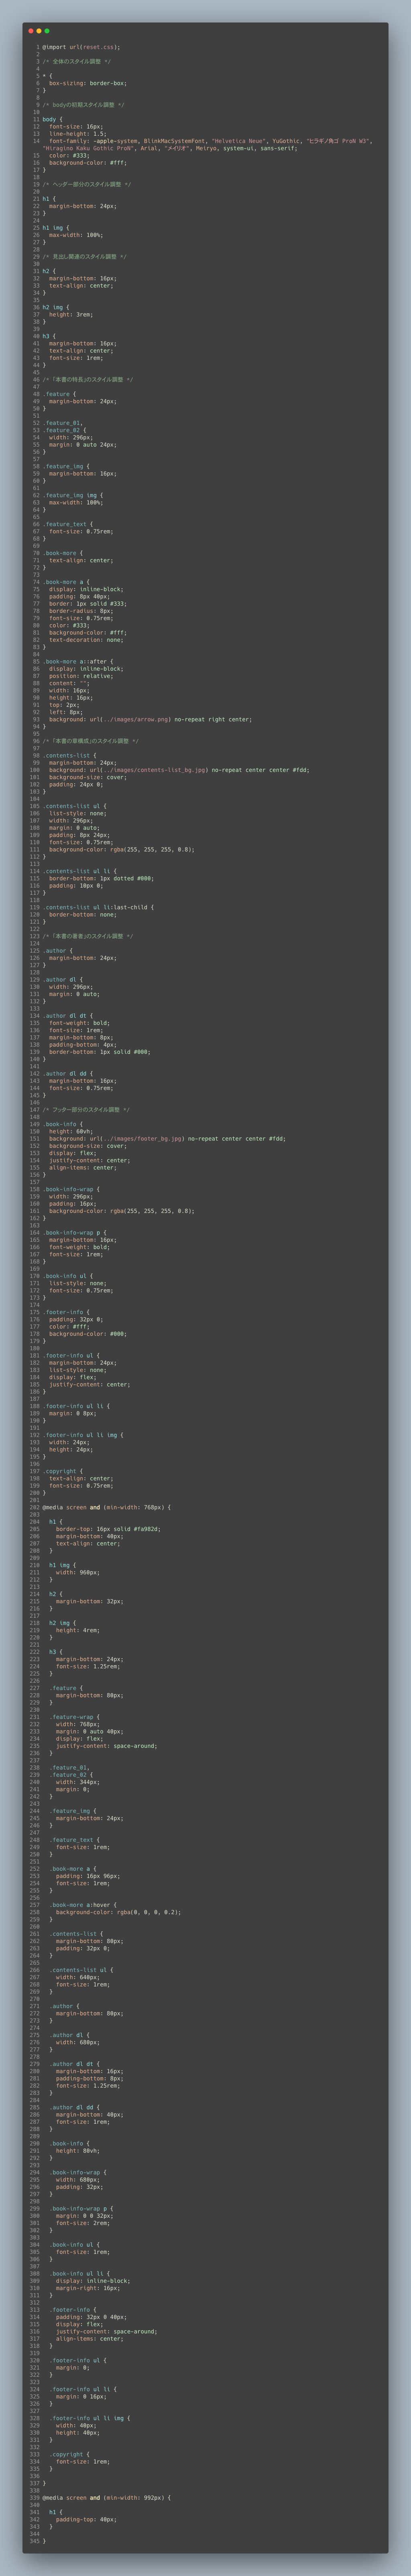 1 @import url(reset.css);
2
3 /* 全体のスタイル調整 */
4
5 * {
6   box-sizing: border-box;
7 }
8
9 /* bodyの初期スタイル調整 */
10
11 body {
12   font-size: 16px;
13   line-height: 1.5;
14   font-family: -apple-system, BlinkMacSystemFont, "Helvetica Neue", YuGothic, "ヒラギノ角ゴ ProN W3",
"Hiragino Kaku Gothic ProN", Arial, "メイリオ", Meiryo, system-ui, sans-serif;
15   color: #333;
16   background-color: #fff;
17 }
18
19 /* ヘッダー部分のスタイル調整 */
20
21 h1 {
22   margin-bottom: 24px;
23 }
24
25 h1 img {
26   max-width: 100%;
27 }
28
29 /* 見出し関連のスタイル調整 */
30
31 h2 {
32   margin-bottom: 16px;
33   text-align: center;
34 }
35
36 h2 img {
37   height: 3rem;
38 }
39
40 h3 {
41   margin-bottom: 16px;
42   text-align: center;
43   font-size: 1rem;
44 }
45
46 /* 「本書の特長」のスタイル調整 */
47
48 .feature {
49   margin-bottom: 24px;
50 }
51
52 .feature_01,
53 .feature_02 {
54   width: 296px;
55   margin: 0 auto 24px;
56 }
57
58 .feature_img {
59   margin-bottom: 16px;
60 }
61
62 .feature_img img {
63   max-width: 100%;
64 }
65
66 .feature_text {
67   font-size: 0.75rem;
68 }
69
70 .book-more {
71   text-align: center;
72 }
73
74 .book-more a {
75   display: inline-block;
76   padding: 8px 40px;
77   border: 1px solid #333;
78   border-radius: 8px;
79   font-size: 0.75rem;
80   color: #333;
81   background-color: #fff;
82   text-decoration: none;
83 }
84
85 .book-more a::after {
86   display: inline-block;
87   position: relative;
88   content: "";
89   width: 16px;
90   height: 16px;
91   top: 2px;
92   left: 8px;
93   background: url(../images/arrow.png) no-repeat right center;
94 }
95
96 /* 「本書の章構成」のスタイル調整 */
97
98 .contents-list {
99   margin-bottom: 24px;
100   background: url(../images/contents-list_bg.jpg) no-repeat center center #fdd;
101   background-size: cover;
102   padding: 24px 0;
103 }
104
105 .contents-list ul {
106   list-style: none;
107   width: 296px;
108   margin: 0 auto;
109   padding: 8px 24px;
110   font-size: 0.75rem;
111   background-color: rgba(255, 255, 255, 0.8);
112 }
113
114 .contents-list ul li {
115   border-bottom: 1px dotted #000;
116   padding: 10px 0;
117 }
118
119 .contents-list ul li:last-child {
120   border-bottom: none;
121 }
122
123 /* 「本書の著者」のスタイル調整 */
124
125 .author {
126   margin-bottom: 24px;
127 }
128
129 .author dl {
130   width: 296px;
131   margin: 0 auto;
132 }
133
134 .author dl dt {
135   font-weight: bold;
136   font-size: 1rem;
137   margin-bottom: 8px;
138   padding-bottom: 4px;
139   border-bottom: 1px solid #000;
140 }
141
142 .author dl dd {
143   margin-bottom: 16px;
144   font-size: 0.75rem;
145 }
146
147 /* フッター部分のスタイル調整 */
148
149 .book-info {
150   height: 60vh;
151   background: url(../images/footer_bg.jpg) no-repeat center center #fdd;
152   background-size: cover;
153   display: flex;
154   justify-content: center;
155   align-items: center;
156 }
157
158 .book-info-wrap {
159   width: 296px;
160   padding: 16px;
161   background-color: rgba(255, 255, 255, 0.8);
162 }
163
164 .book-info-wrap p {
165   margin-bottom: 16px;
166   font-weight: bold;
167   font-size: 1rem;
168 }
169
170 .book-info ul {
171   list-style: none;
172   font-size: 0.75rem;
173 }
174
175 .footer-info {
176   padding: 32px 0;
177   color: #fff;
178   background-color: #000;
179 }
180
181 .footer-info ul {
182   margin-bottom: 24px;
183   list-style: none;
184   display: flex;
185   justify-content: center;
186 }
187
188 .footer-info ul li {
189   margin: 0 8px;
190 }
191
192 .footer-info ul li img {
193   width: 24px;
194   height: 24px;
195 }
196
197 .copyright {
198   text-align: center;
199   font-size: 0.75rem;
200 }
201
202 @media screen and (min-width: 768px) {
203
204   h1 {
205     border-top: 16px solid #fa982d;
206     margin-bottom: 40px;
207     text-align: center;
208   }
209
210   h1 img {
211     width: 960px;
212   }
213
214   h2 {
215     margin-bottom: 32px;
216   }
217
218   h2 img {
219     height: 4rem;
220   }
221
222   h3 {
223     margin-bottom: 24px;
224     font-size: 1.25rem;
225   }
226
227   .feature {
228     margin-bottom: 80px;
229   }
230
231   .feature-wrap {
232     width: 768px;
233     margin: 0 auto 40px;
234     display: flex;
235     justify-content: space-around;
236   }
237
238   .feature_01,
239   .feature_02 {
240     width: 344px;
241     margin: 0;
242   }
243
244   .feature_img {
245     margin-bottom: 24px;
246   }
247
248   .feature_text {
249     font-size: 1rem;
250   }
251
252   .book-more a {
253     padding: 16px 96px;
254     font-size: 1rem;
255   }
256
257   .book-more a:hover {
258     background-color: rgba(0, 0, 0, 0.2);
259   }
260
261   .contents-list {
262     margin-bottom: 80px;
263     padding: 32px 0;
264   }
265
266   .contents-list ul {
267     width: 640px;
268     font-size: 1rem;
269   }
270
271   .author {
272     margin-bottom: 80px;
273   }
274
275   .author dl {
276     width: 680px;
277   }
278
279   .author dl dt {
280     margin-bottom: 16px;
281     padding-bottom: 8px;
282     font-size: 1.25rem;
283   }
284
285   .author dl dd {
286     margin-bottom: 40px;
287     font-size: 1rem;
288   }
289
290   .book-info {
291     height: 80vh;
292   }
293
294   .book-info-wrap {
295     width: 680px;
296     padding: 32px;
297   }
298
299   .book-info-wrap p {
300     margin: 0 0 32px;
301     font-size: 2rem;
302   }
303
304   .book-info ul {
305     font-size: 1rem;
306   }
307
308   .book-info ul li {
309     display: inline-block;
310     margin-right: 16px;
311   }
312
313   .footer-info {
314     padding: 32px 0 40px;
315     display: flex;
316     justify-content: space-around;
317     align-items: center;
318   }
319
320   .footer-info ul {
321     margin: 0;
322   }
323
324   .footer-info ul li {
325     margin: 0 16px;
326   }
327
328   .footer-info ul li img {
329     width: 40px;
330     height: 40px;
331   }
332
333   .copyright {
334     font-size: 1rem;
335   }
336
337 }
338
339 @media screen and (min-width: 992px) {
340
341   h1 {
342     padding-top: 40px;
343   }
344
345 }